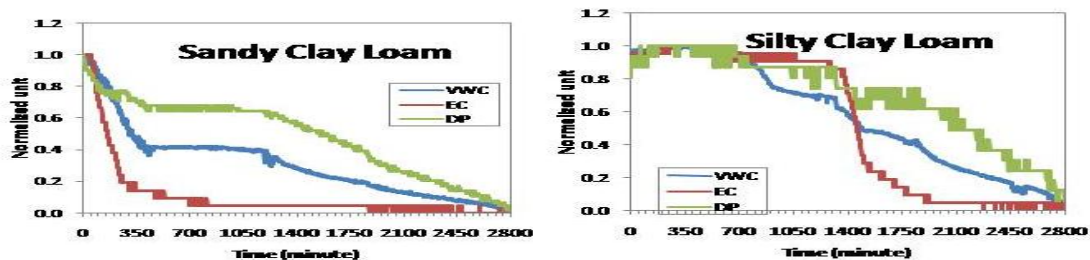 Sandy Clay Loam
Normalized unit
1.2
1.0
0.8
0.6
0.4
0.2
0.0
VWC
EC
DP
0 350 700 1050 1400 1750 2100 2450 2800
Time (minute)
Silty Clay Loam
Normalized unit
1.2
1.0
0.8
0.6
0.4
0.2
0.0
VWC
EC
DP
0 350 700 1050 1400 1750 2100 2450 2800
Time (minute)